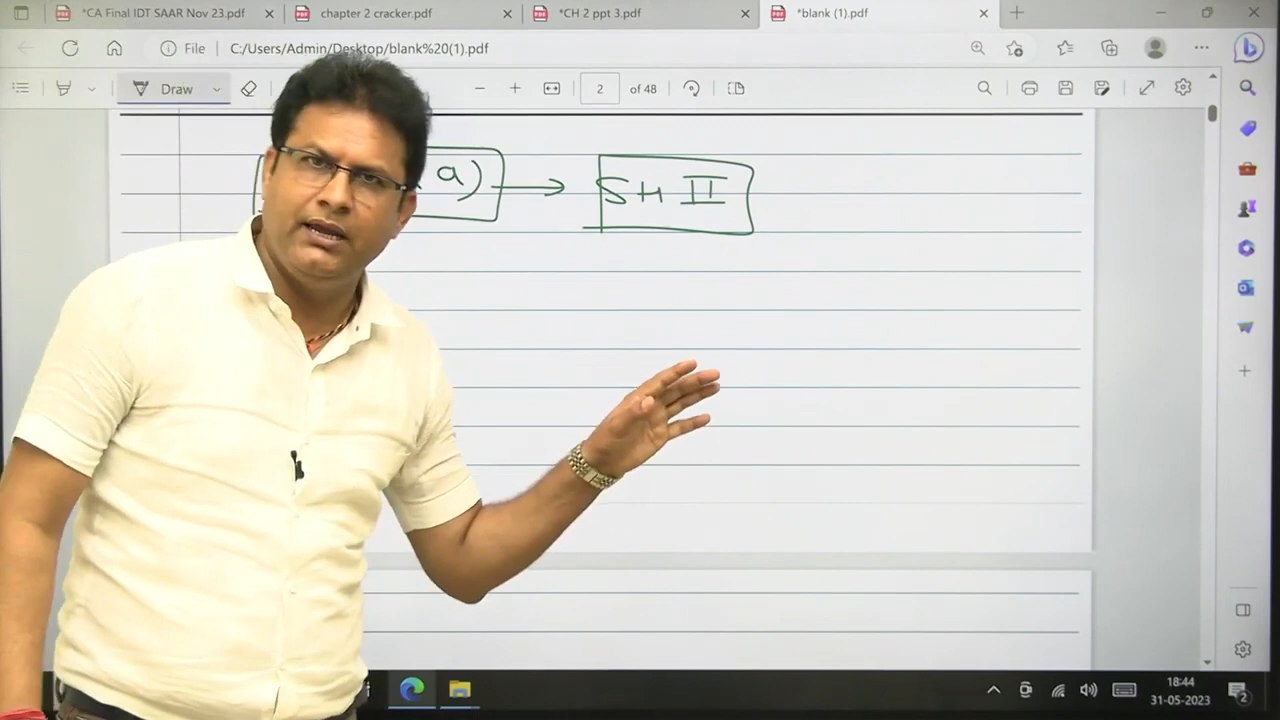 *CA Final IDT SAAR Nov 23.pdf
chapter 2 cracker.pdf
*CH 2 ppt 3.pdf
*blank (1).pdf
File C:/Users/Admin/Desktop/blank%20(1).pdf
Draw 2 of 48
a) → SH II
18:44
31-05-2023
2